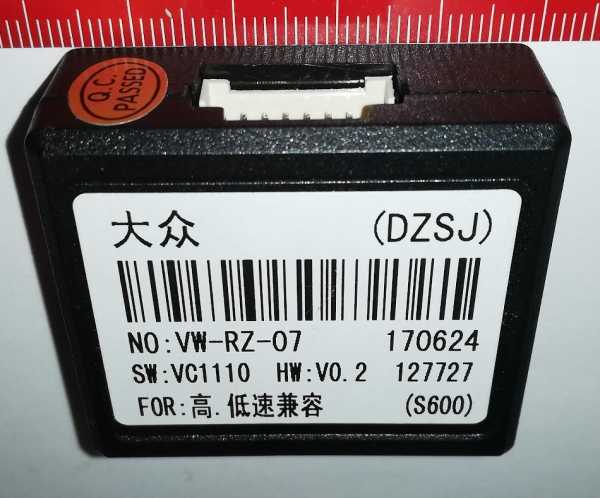 Q.C.
PASSED
大众 (DZSJ)
NO:VW-RZ-07 170624
SW:VC1110 HW:V0.2 127727
FOR:高.低速兼容 (S600)